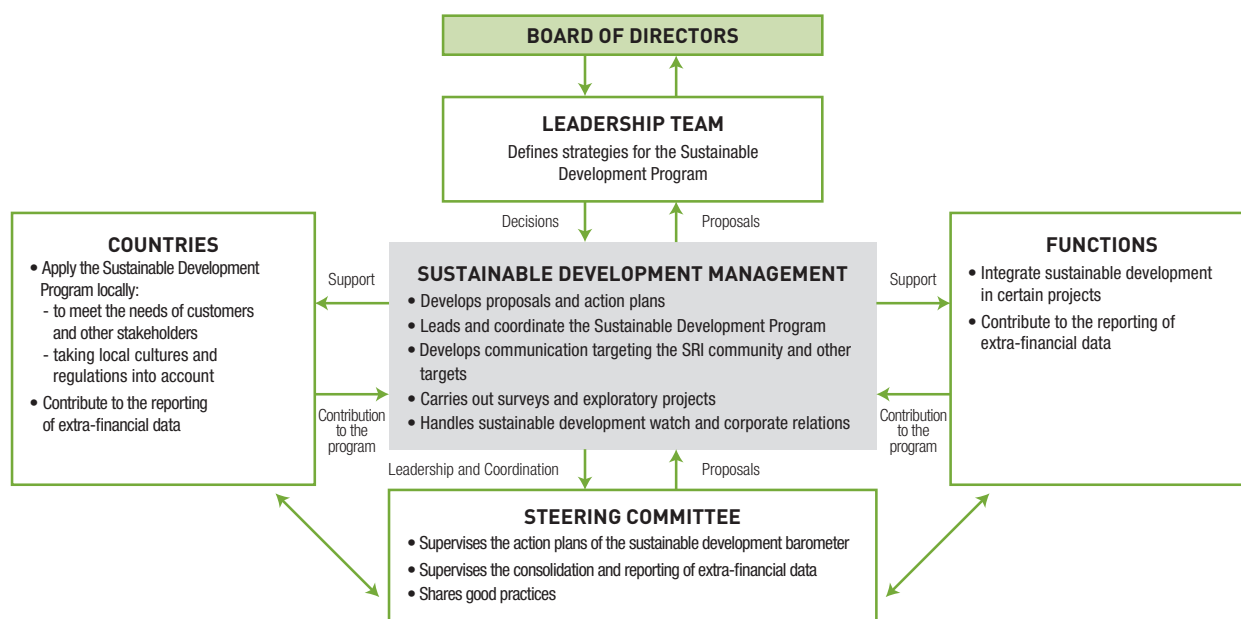 BOARD OF DIRECTORS
LEADERSHIP TEAM
Defines strategies for the Sustainable
Development Program
Decisions
Proposals
COUNTRIES
• Apply the Sustainable Development
Program locally:
- to meet the needs of customers
and other stakeholders
- taking local cultures and
regulations into account
• Contribute to the reporting
of extra-financial data
Support
Contribution
to the
program
SUSTAINABLE DEVELOPMENT MANAGEMENT
• Develops proposals and action plans
• Leads and coordinate the Sustainable Development Program
• Develops communication targeting the SRI community and other
targets
• Carries out surveys and exploratory projects
• Handles sustainable development watch and corporate relations
Support
Contribution
to the
program
FUNCTIONS
• Integrate sustainable development
in certain projects
• Contribute to the reporting of
extra-financial data
Leadership and Coordination
Proposals
STEERING COMMITTEE
• Supervises the action plans of the sustainable development barometer
• Supervises the consolidation and reporting of extra-financial data
• Shares good practices